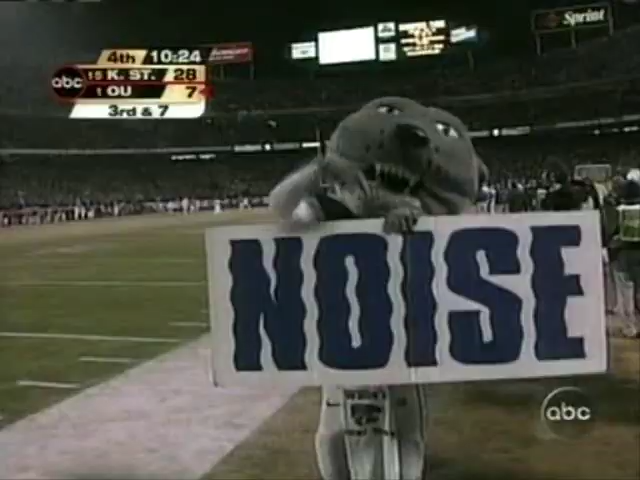 4th 10:24
abc 15 K. ST. 28
1 OU 7
3rd & 7
Sprint
NOISE
abc